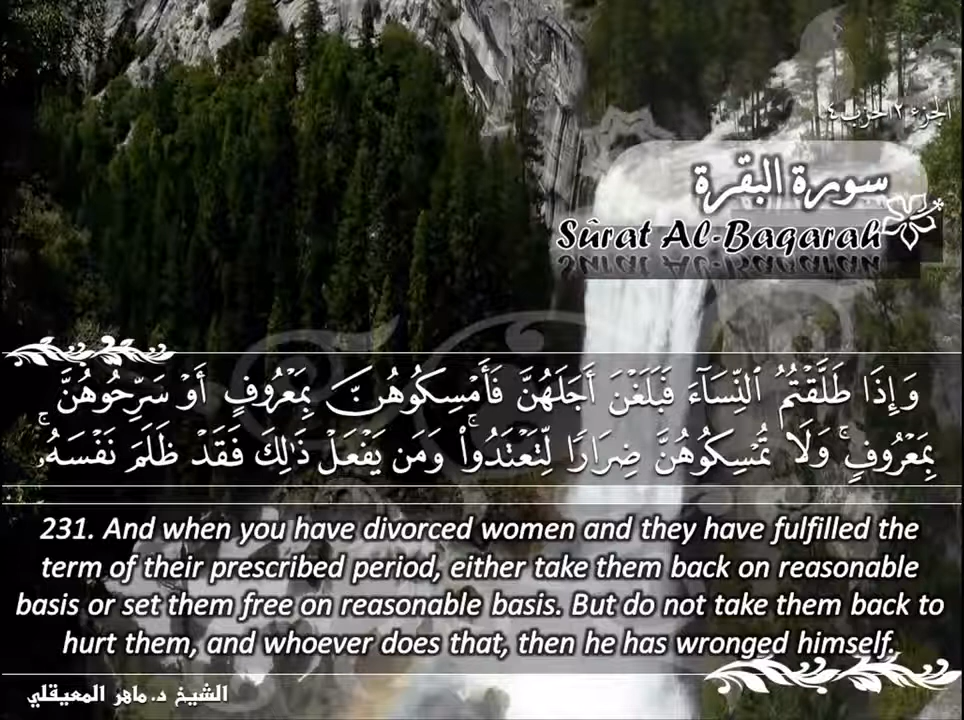 الجزء ٢ الحزب ٤
سورة البقرة
Sûrat Al-Baqarah
وَإِذَا طَلَّقْتُمُ ٱلنِّسَآءَ فَبَلَغْنَ أَجَلَهُنَّ فَأَمْسِكُوهُنَّ بِمَعْرُوفٍ أَوْ سَرِّحُوهُنَّ
بِمَعْرُوفٍ ۚ وَلَا تُمْسِكُوهُنَّ ضِرَارًا لِّتَعْتَدُوا۟ ۚ وَمَن يَفْعَلْ ذَٰلِكَ فَقَدْ ظَلَمَ نَفْسَهُۥ ۚ
231. And when you have divorced women and they have fulfilled the
term of their prescribed period, either take them back on reasonable
basis or set them free on reasonable basis. But do not take them back to
hurt them, and whoever does that, then he has wronged himself.
الشيخ د. ماهر المعيقلي